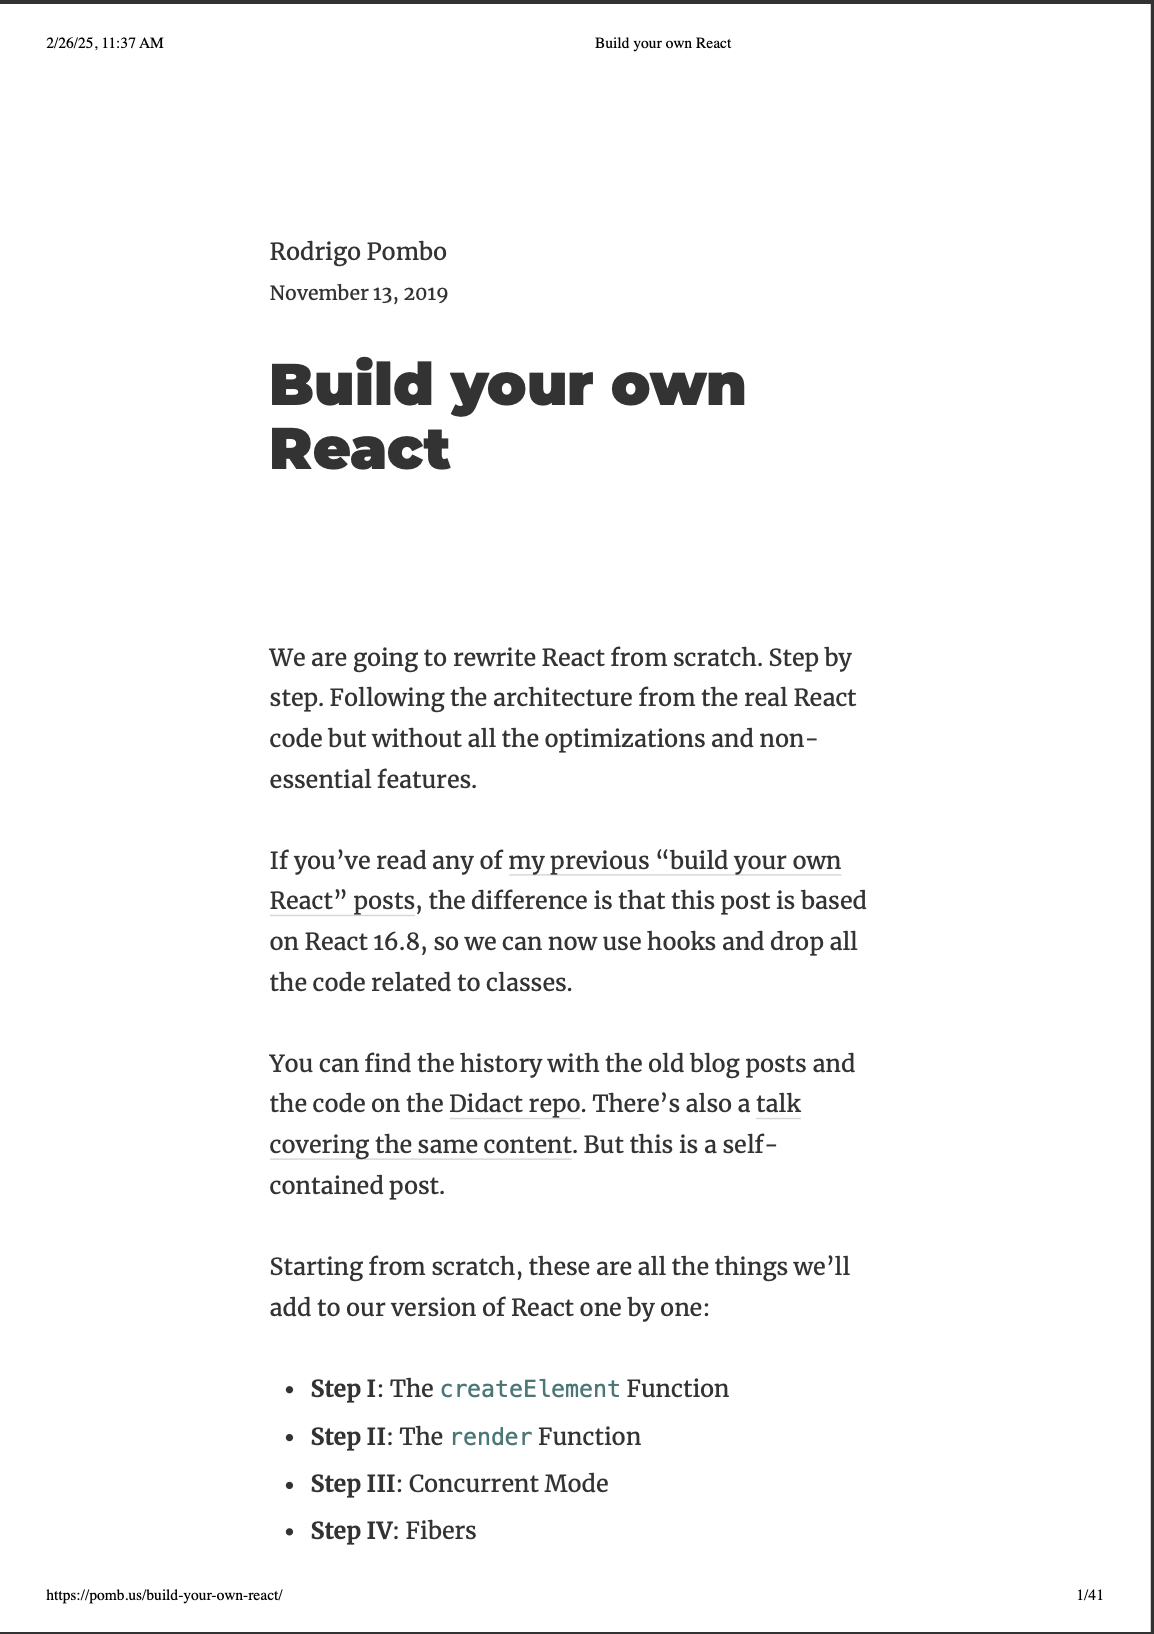 2/26/25, 11:37 AM
Build your own React
Rodrigo Pombo
November 13, 2019
Build your own
React
We are going to rewrite React from scratch. Step by
step. Following the architecture from the real React
code but without all the optimizations and non-
essential features.
If you’ve read any of my previous “build your own
React” posts, the difference is that this post is based
on React 16.8, so we can now use hooks and drop all
the code related to classes.
You can find the history with the old blog posts and
the code on the Didact repo. There’s also a talk
covering the same content. But this is a self-
contained post.
Starting from scratch, these are all the things we’ll
add to our version of React one by one:
• Step I: The createElement Function
• Step II: The render Function
• Step III: Concurrent Mode
• Step IV: Fibers
https://pomb.us/build-your-own-react/
1/41